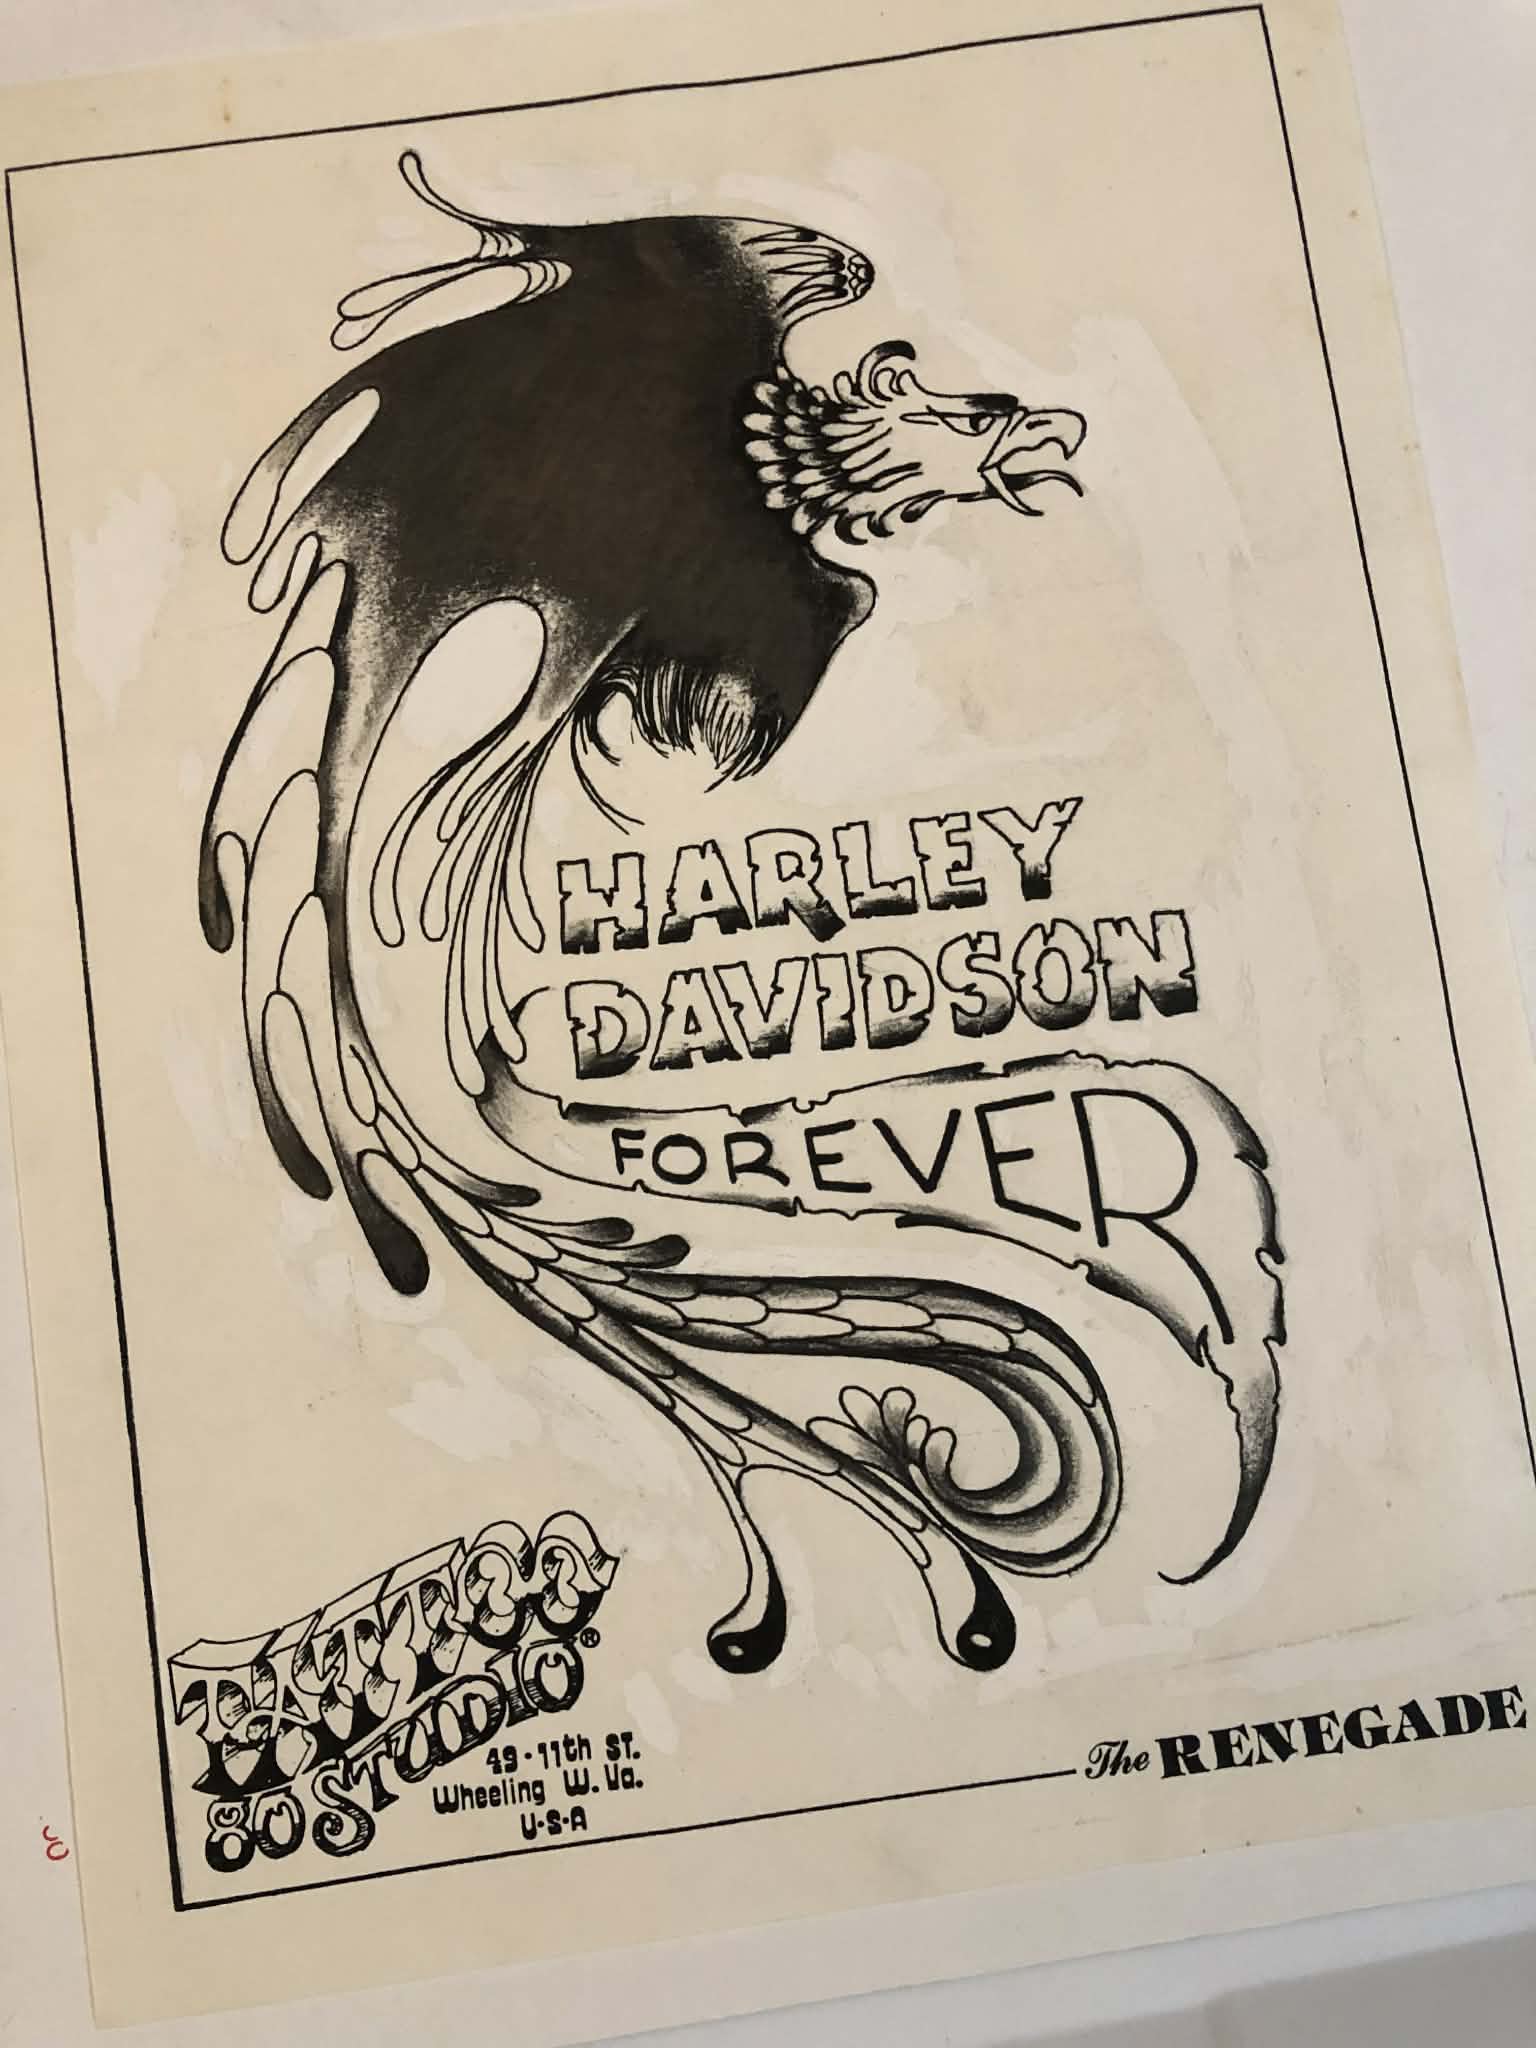 HARLEY
DAVIDSON
FOREVER
TATTOO
80 STUDIO®
49-11th ST.
Wheeling W. Va.
U-S-A
The RENEGADE